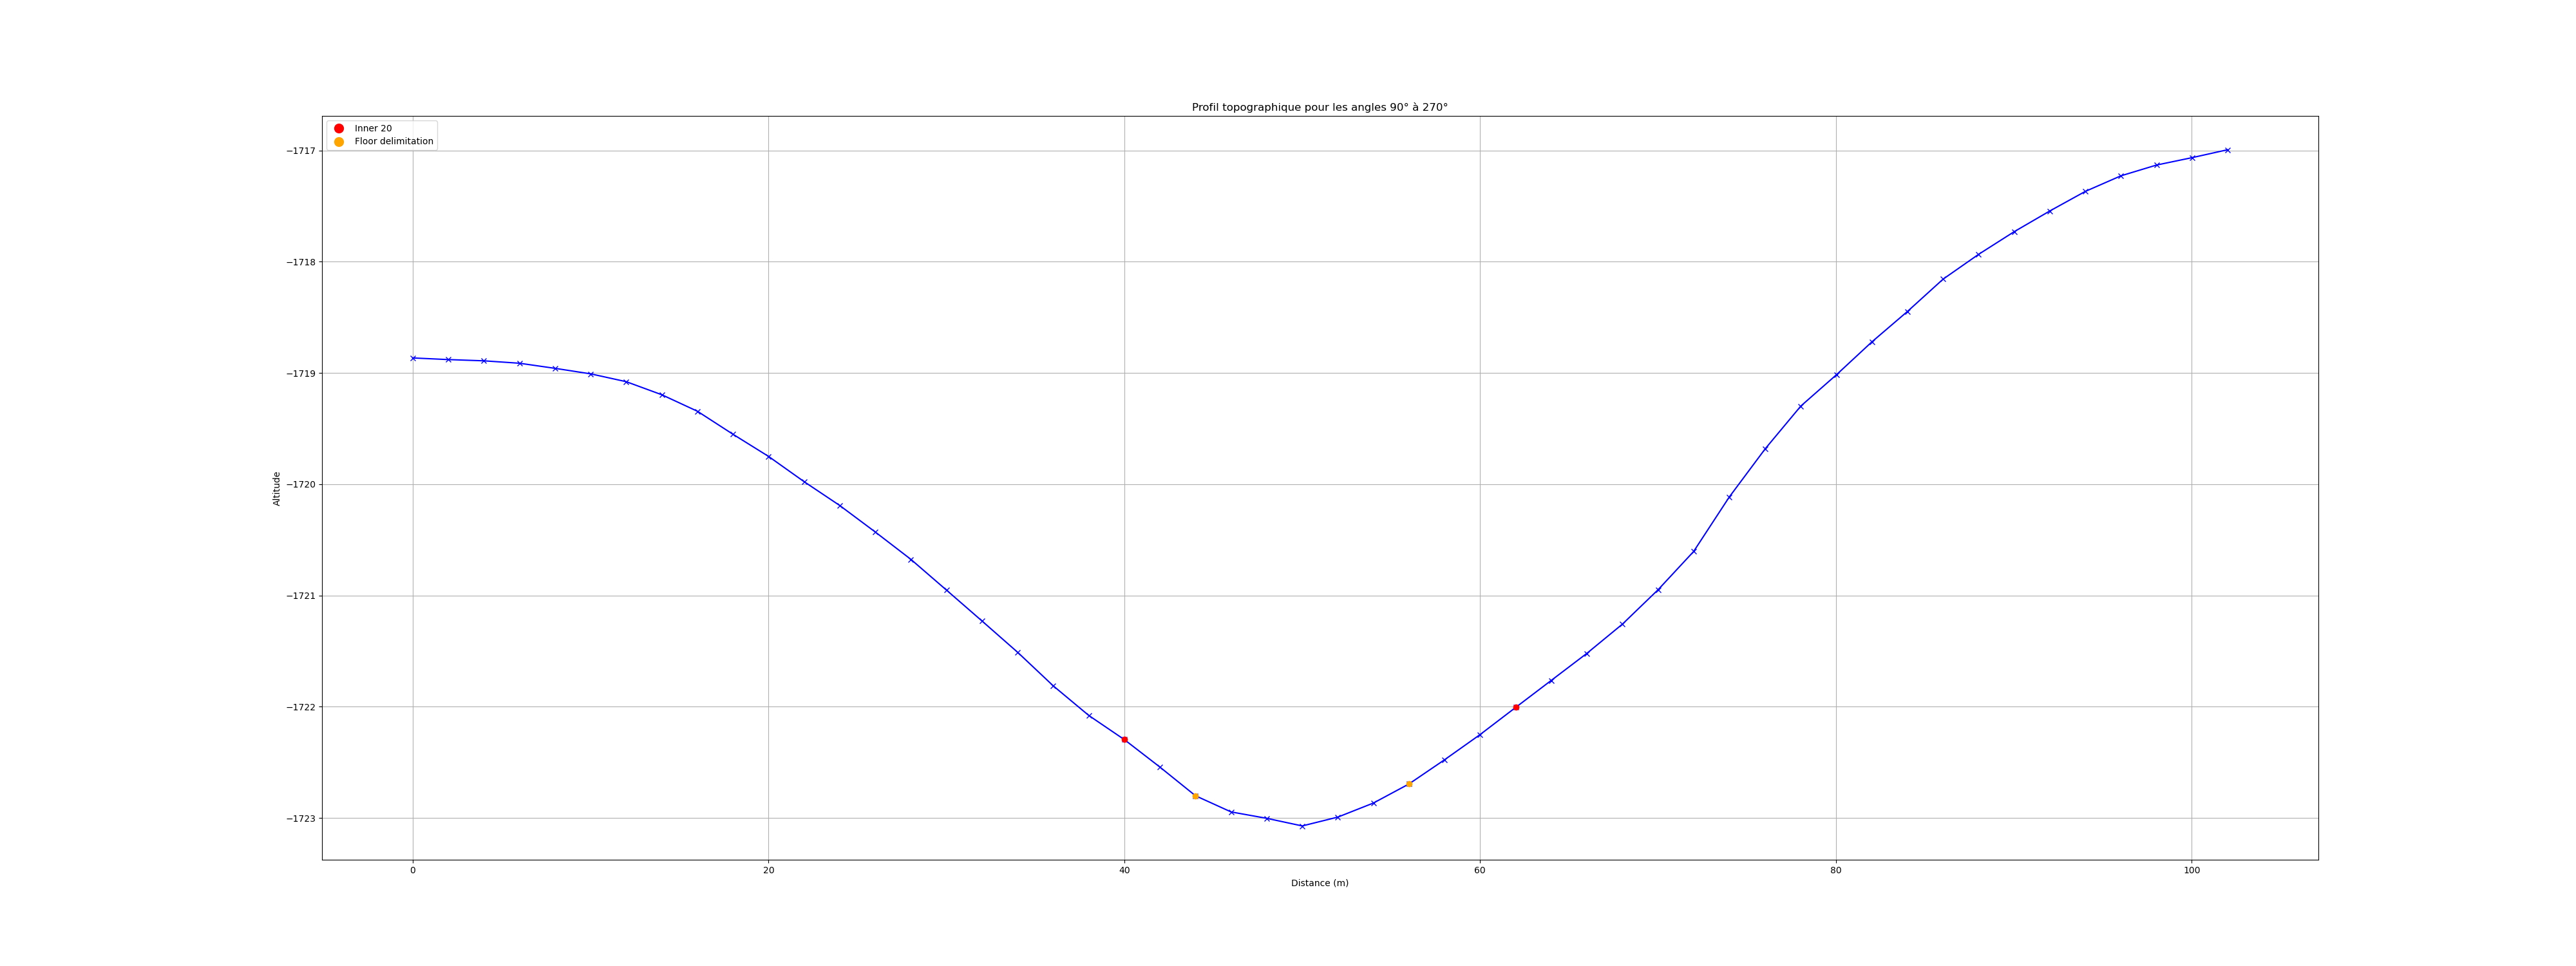 Profil topographique pour les angles 90° à 270°
Inner 20
Floor delimitation
−1717
−1718
−1719
−1720
−1721
−1722
−1723
Altitude
0 20 40 60 80 100
Distance (m)